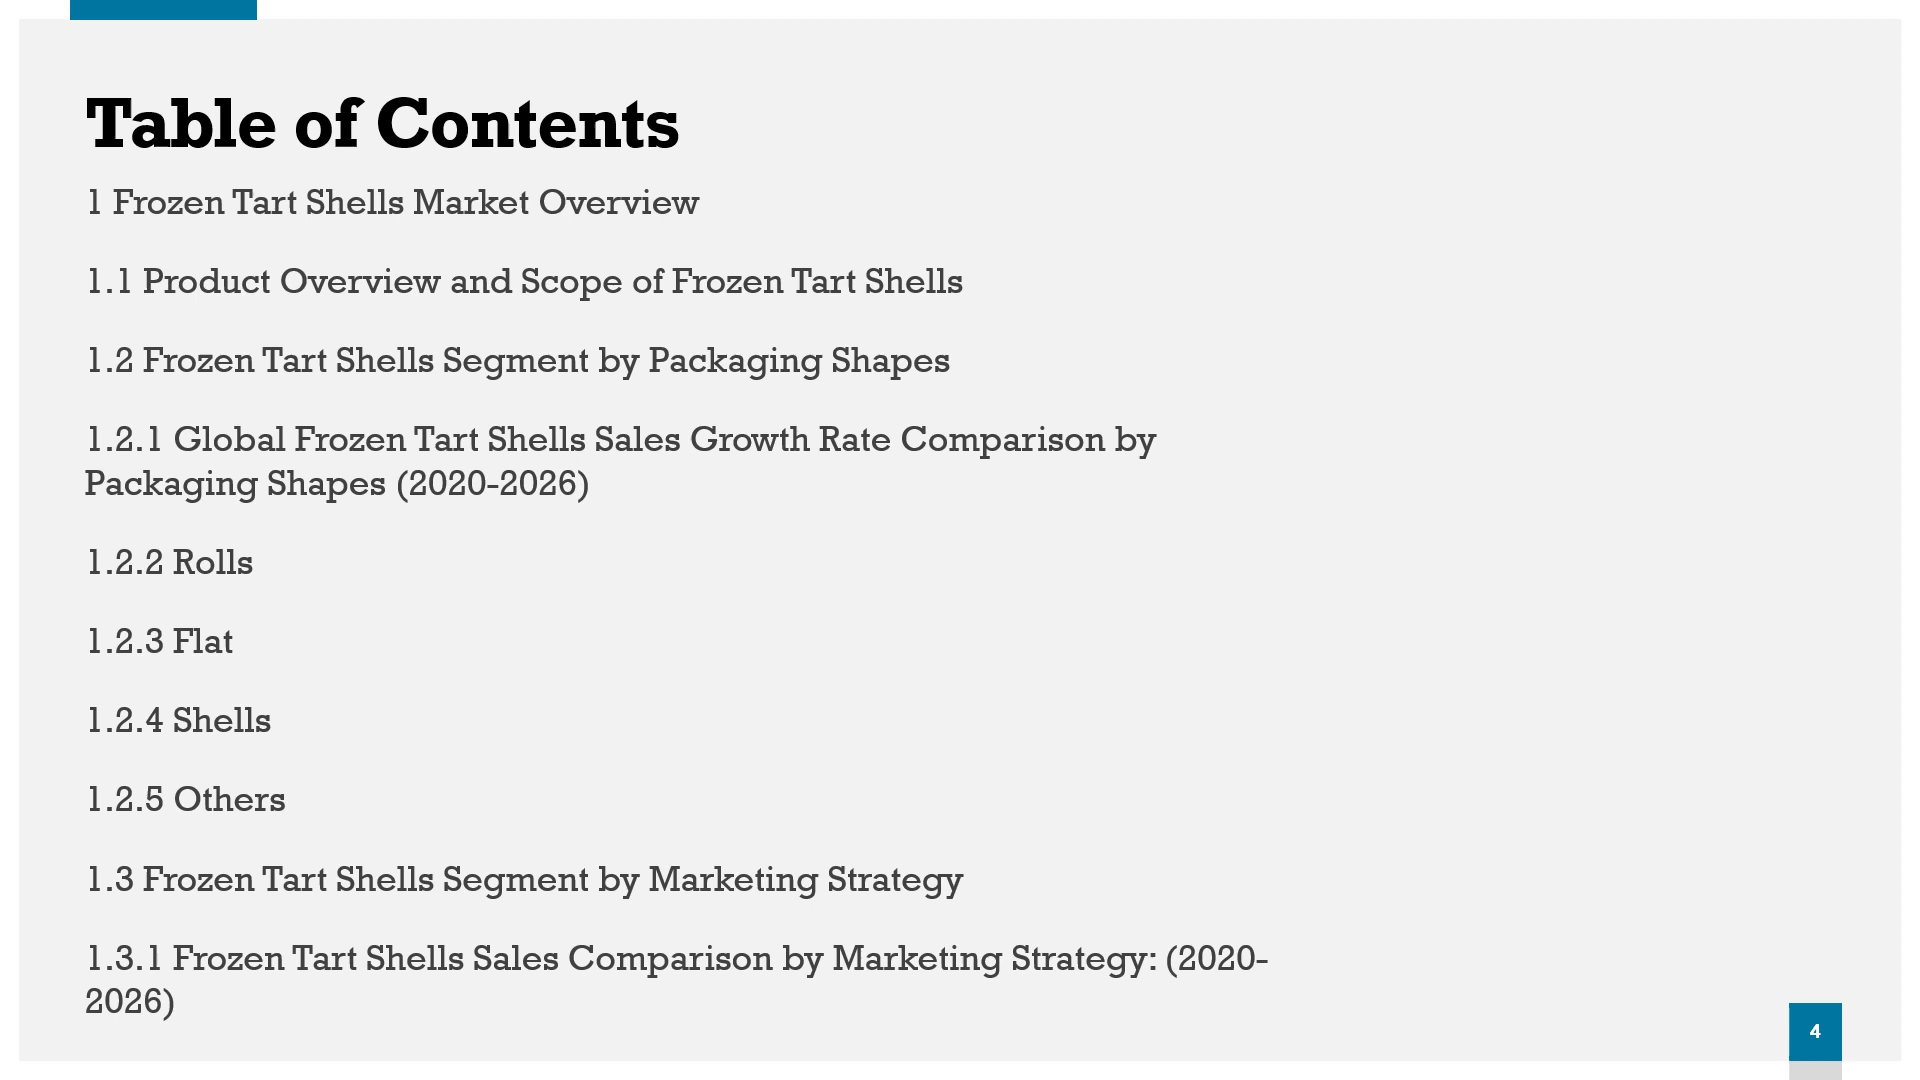 Table of Contents
1 Frozen Tart Shells Market Overview
1.1 Product Overview and Scope of Frozen Tart Shells
1.2 Frozen Tart Shells Segment by Packaging Shapes
1.2.1 Global Frozen Tart Shells Sales Growth Rate Comparison by
Packaging Shapes (2020-2026)
1.2.2 Rolls
1.2.3 Flat
1.2.4 Shells
1.2.5 Others
1.3 Frozen Tart Shells Segment by Marketing Strategy
1.3.1 Frozen Tart Shells Sales Comparison by Marketing Strategy: (2020-
2026)
4